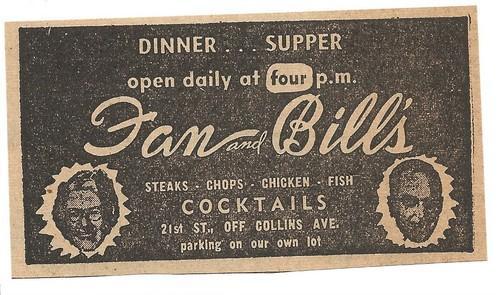 DINNER . . . SUPPER
open daily at four p.m.
Fan and Bill's
STEAKS - CHOPS - CHICKEN - FISH
COCKTAILS
21st ST., OFF COLLINS AVE.
parking on our own lot